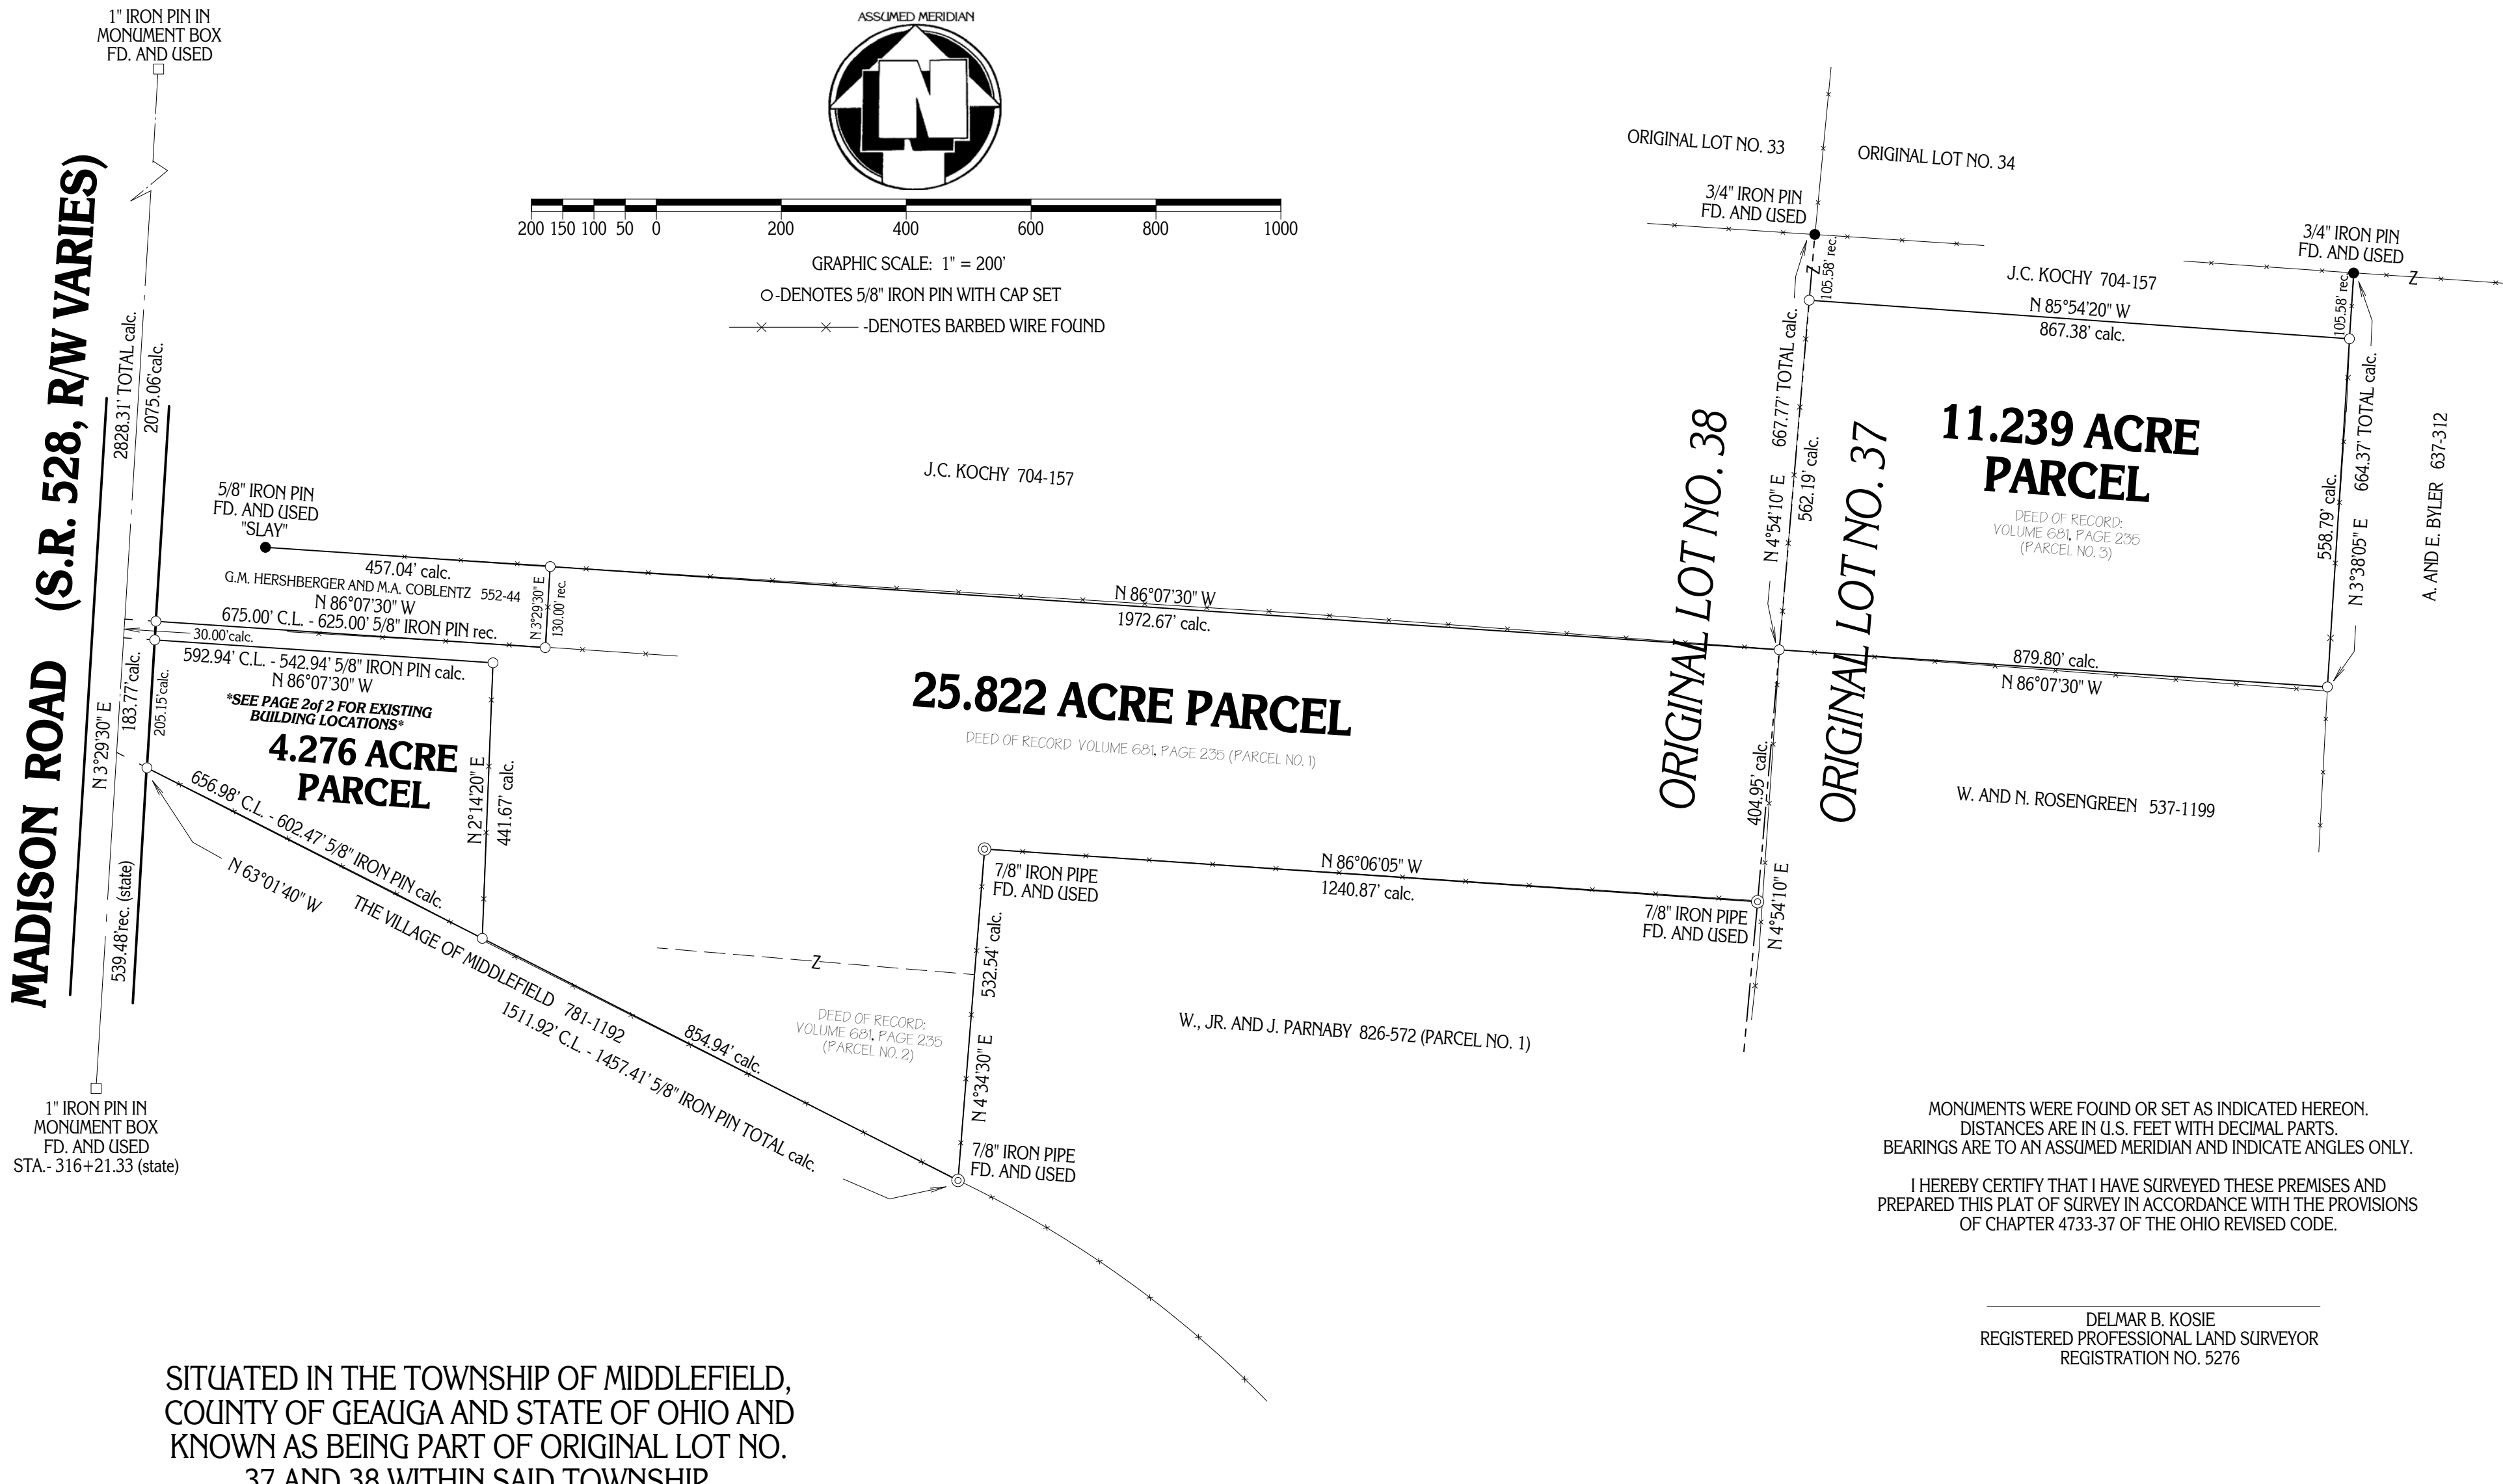 1" IRON PIN IN
MONUMENT BOX
FD. AND USED
ASSUMED MERIDIAN
N
200 150 100 50 0 200 400 600 800 1000
GRAPHIC SCALE: 1" = 200'
-DENOTES 5/8" IRON PIN WITH CAP SET
-DENOTES BARBED WIRE FOUND
ORIGINAL LOT NO. 33
ORIGINAL LOT NO. 34
3/4" IRON PIN
FD. AND USED
3/4" IRON PIN
FD. AND USED
Z
105.58' rec.
J.C. KOCHY 704-157
N 85°54'20" W
867.38' calc.
105.58' rec.
Z
MADISON ROAD (S.R. 528, R/W VARIES)
2828.31' TOTAL calc.
2075.06'calc.
N 4°54'10" E 667.77' TOTAL calc.
562.19' calc.
11.239 ACRE
PARCEL
DEED OF RECORD:
VOLUME 681, PAGE 235
(PARCEL NO. 3)
558.79' calc.
N 3°38'05" E 664.37' TOTAL calc.
A. AND E. BYLER 637-312
ORIGINAL LOT NO. 38
ORIGINAL LOT NO. 37
5/8" IRON PIN
FD. AND USED
"SLAY"
J.C. KOCHY 704-157
457.04' calc.
G.M. HERSHBERGER AND M.A. COBLENTZ 552-44
N 86°07'30" W
675.00' C.L. - 625.00' 5/8" IRON PIN rec.
N 3°29'30" E
130.00' rec.
30.00'calc.
N 86°07'30" W
1972.67' calc.
879.80' calc.
N 86°07'30" W
592.94' C.L. - 542.94' 5/8" IRON PIN calc.
N 86°07'30" W
*SEE PAGE 2of 2 FOR EXISTING
BUILDING LOCATIONS*
4.276 ACRE
PARCEL
N 3°29'30" E
183.77'calc.
205.15'calc.
N 2°14'20" E
441.67' calc.
25.822 ACRE PARCEL
DEED OF RECORD VOLUME 681, PAGE 235 (PARCEL NO. 1)
404.95' calc.
N 4°54'10" E
W. AND N. ROSENGREEN 537-1199
656.98' C.L. - 602.47' 5/8" IRON PIN calc.
N 63°01'40" W
539.48'rec. (state)
THE VILLAGE OF MIDDLEFIELD 781-1192
854.94' calc.
1511.92' C.L. - 1457.41' 5/8" IRON PIN TOTAL calc.
7/8" IRON PIPE
FD. AND USED
N 86°06'05" W
1240.87' calc.
7/8" IRON PIPE
FD. AND USED
Z
DEED OF RECORD:
VOLUME 681, PAGE 235
(PARCEL NO. 2)
532.54' calc.
N 4°34'30" E
W., JR. AND J. PARNABY 826-572 (PARCEL NO. 1)
7/8" IRON PIPE
FD. AND USED
1" IRON PIN IN
MONUMENT BOX
FD. AND USED
STA.- 316+21.33 (state)
MONUMENTS WERE FOUND OR SET AS INDICATED HEREON.
DISTANCES ARE IN U.S. FEET WITH DECIMAL PARTS.
BEARINGS ARE TO AN ASSUMED MERIDIAN AND INDICATE ANGLES ONLY.
I HEREBY CERTIFY THAT I HAVE SURVEYED THESE PREMISES AND
PREPARED THIS PLAT OF SURVEY IN ACCORDANCE WITH THE PROVISIONS
OF CHAPTER 4733-37 OF THE OHIO REVISED CODE.
DELMAR B. KOSIE
REGISTERED PROFESSIONAL LAND SURVEYOR
REGISTRATION NO. 5276
SITUATED IN THE TOWNSHIP OF MIDDLEFIELD,
COUNTY OF GEAUGA AND STATE OF OHIO AND
KNOWN AS BEING PART OF ORIGINAL LOT NO.
37 AND 38 WITHIN SAID TOWNSHIP